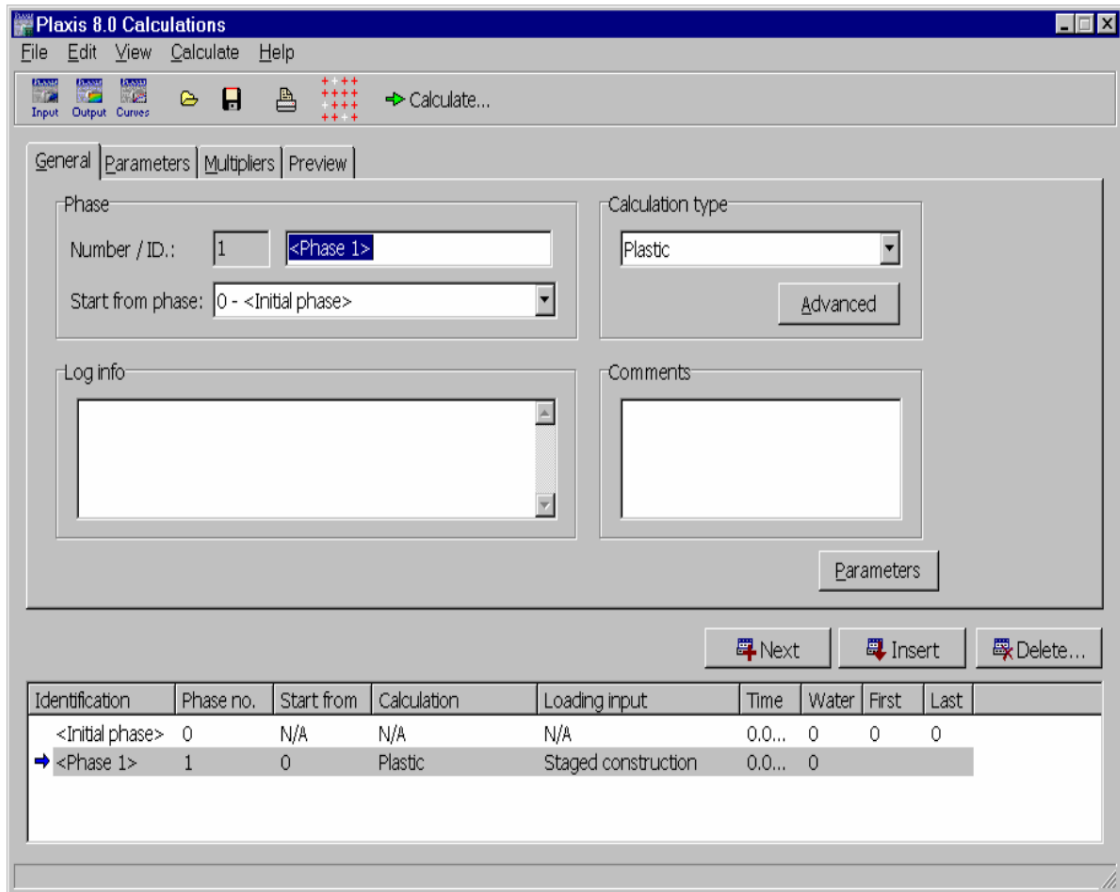 Plaxis 8.0 Calculations
File Edit View Calculate Help
Input Output Curves Calculate...
General Parameters Multipliers Preview
Phase
Number / ID.: 1 <Phase 1>
Start from phase: 0 - <Initial phase>
Calculation type
Plastic
Advanced
Log info
Comments
Parameters
Next Insert Delete...
Identification Phase no. Start from Calculation Loading input Time Water First Last
<Initial phase> 0 N/A N/A N/A 0.0... 0 0 0
<Phase 1> 1 0 Plastic Staged construction 0.0... 0